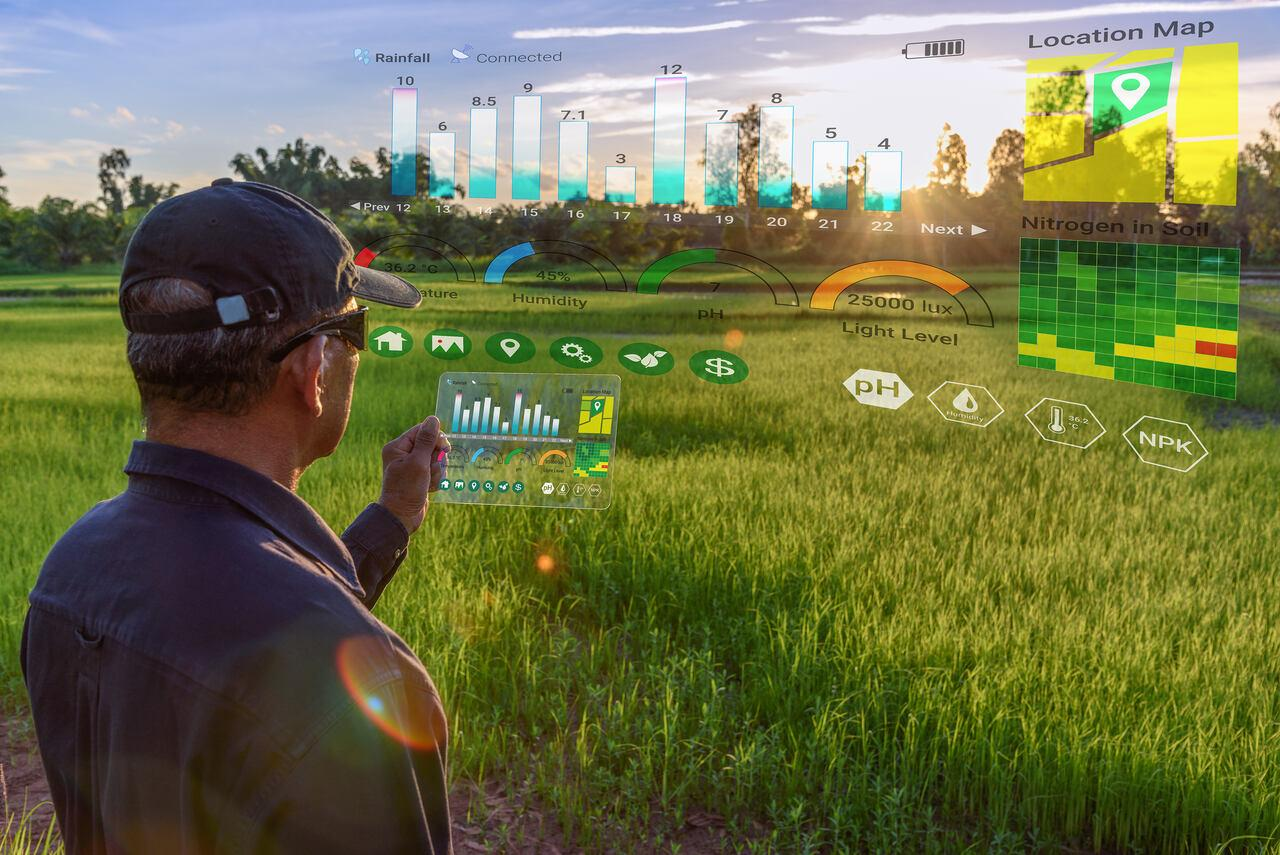 Rainfall Connected
Location Map
10 6 8.5 9 7.1 3 12 7 8 5 4
Prev 12 13 14 15 16 17 18 19 20 21 22 Next
Nitrogen in Soil
36.2 °C
45%
7
25000 lux
ature
Humidity
pH
Light Level
$
pH
Humidity
36.2
°C
NPK